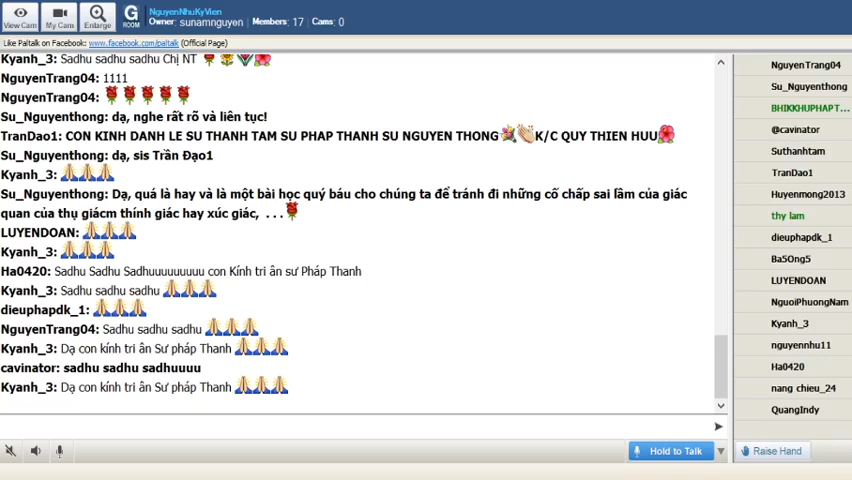 NguyenNhuKyVien
G ROOM
Owner: sunamnguyen Members: 17 Cams: 0
View Cam My Cam Enlarge
Like Paltalk on Facebook: www.facebook.com/paltalk (Official Page)
Kyanh_3: Sadhu sadhu sadhu Chị NT
NguyenTrang04: 1111
NguyenTrang04:
Su_Nguyenthong: dạ, nghe rất rõ và liên tục!
TranDao1: CON KINH DANH LE SU THANH TAM SU PHAP THANH SU NGUYEN THONG K/C QUY THIEN HUU
Su_Nguyenthong: dạ, sis Trần Đạo1
Kyanh_3:
Su_Nguyenthong: Dạ, quá là hay và là một bài học quý báu cho chúng ta để tránh đi những cố chấp sai lầm của giác
quan của thụ giácm thính giác hay xúc giác, . . .
LUYENDOAN:
Kyanh_3:
Ha0420: Sadhu Sadhu Sadhuuuuuuuuu con Kính tri ân sư Pháp Thanh
Kyanh_3: Sadhu sadhu sadhu
dieuphapdk_1:
NguyenTrang04: Sadhu sadhu sadhu
Kyanh_3: Dạ con kính tri ân Sư pháp Thanh
cavinator: sadhu sadhu sadhuuuu
Kyanh_3: Dạ con kính tri ân Sư pháp Thanh
Hold to Talk
NguyenTrang04
Su_Nguyenthong
BHIKKHUPHAPT...
@cavinator
Suthanhtam
TranDao1
Huyenmong2013
thy lam
dieuphapdk_1
BaSOng5
LUYENDOAN
NguoiPhuongNam
Kyanh_3
nguyennhu11
Ha0420
nang chieu_24
QuangIndy
Raise Hand